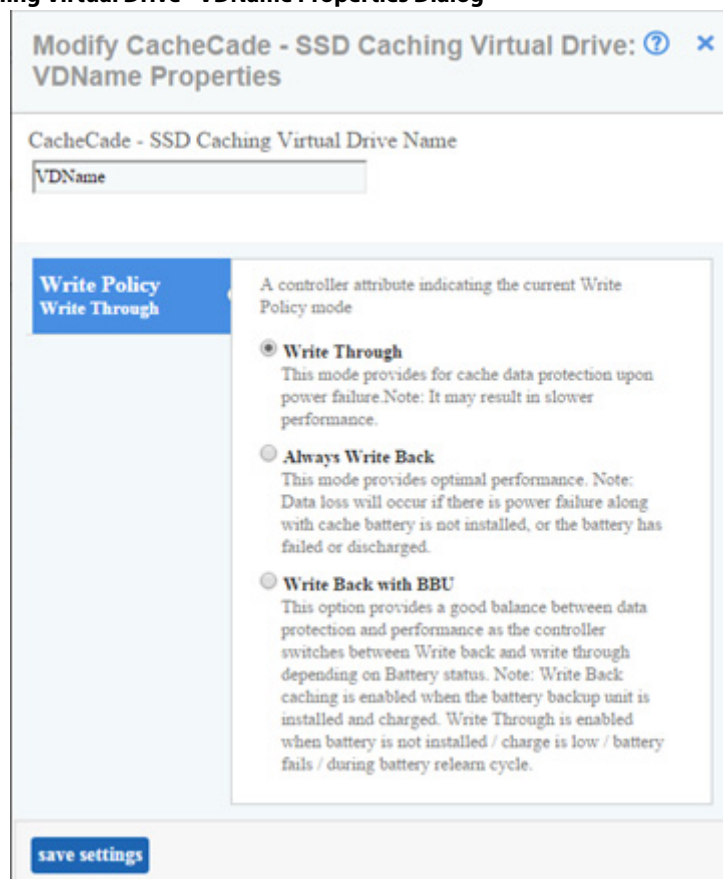 ning Virtual Drive - VDName Properties Dialog
Modify CacheCade - SSD Caching Virtual Drive:
VDName Properties
CacheCade - SSD Caching Virtual Drive Name
VDName
Write Policy
Write Through
A controller attribute indicating the current Write
Policy mode
Write Through
This mode provides for cache data protection upon
power failure.Note: It may result in slower
performance.
Always Write Back
This mode provides optimal performance. Note:
Data loss will occur if there is power failure along
with cache battery is not installed, or the battery has
failed or discharged.
Write Back with BBU
This option provides a good balance between data
protection and performance as the controller
switches between Write back and write through
depending on Battery status. Note: Write Back
caching is enabled when the battery backup unit is
installed and charged. Write Through is enabled
when battery is not installed / charge is low / battery
fails / during battery relearn cycle.
save settings